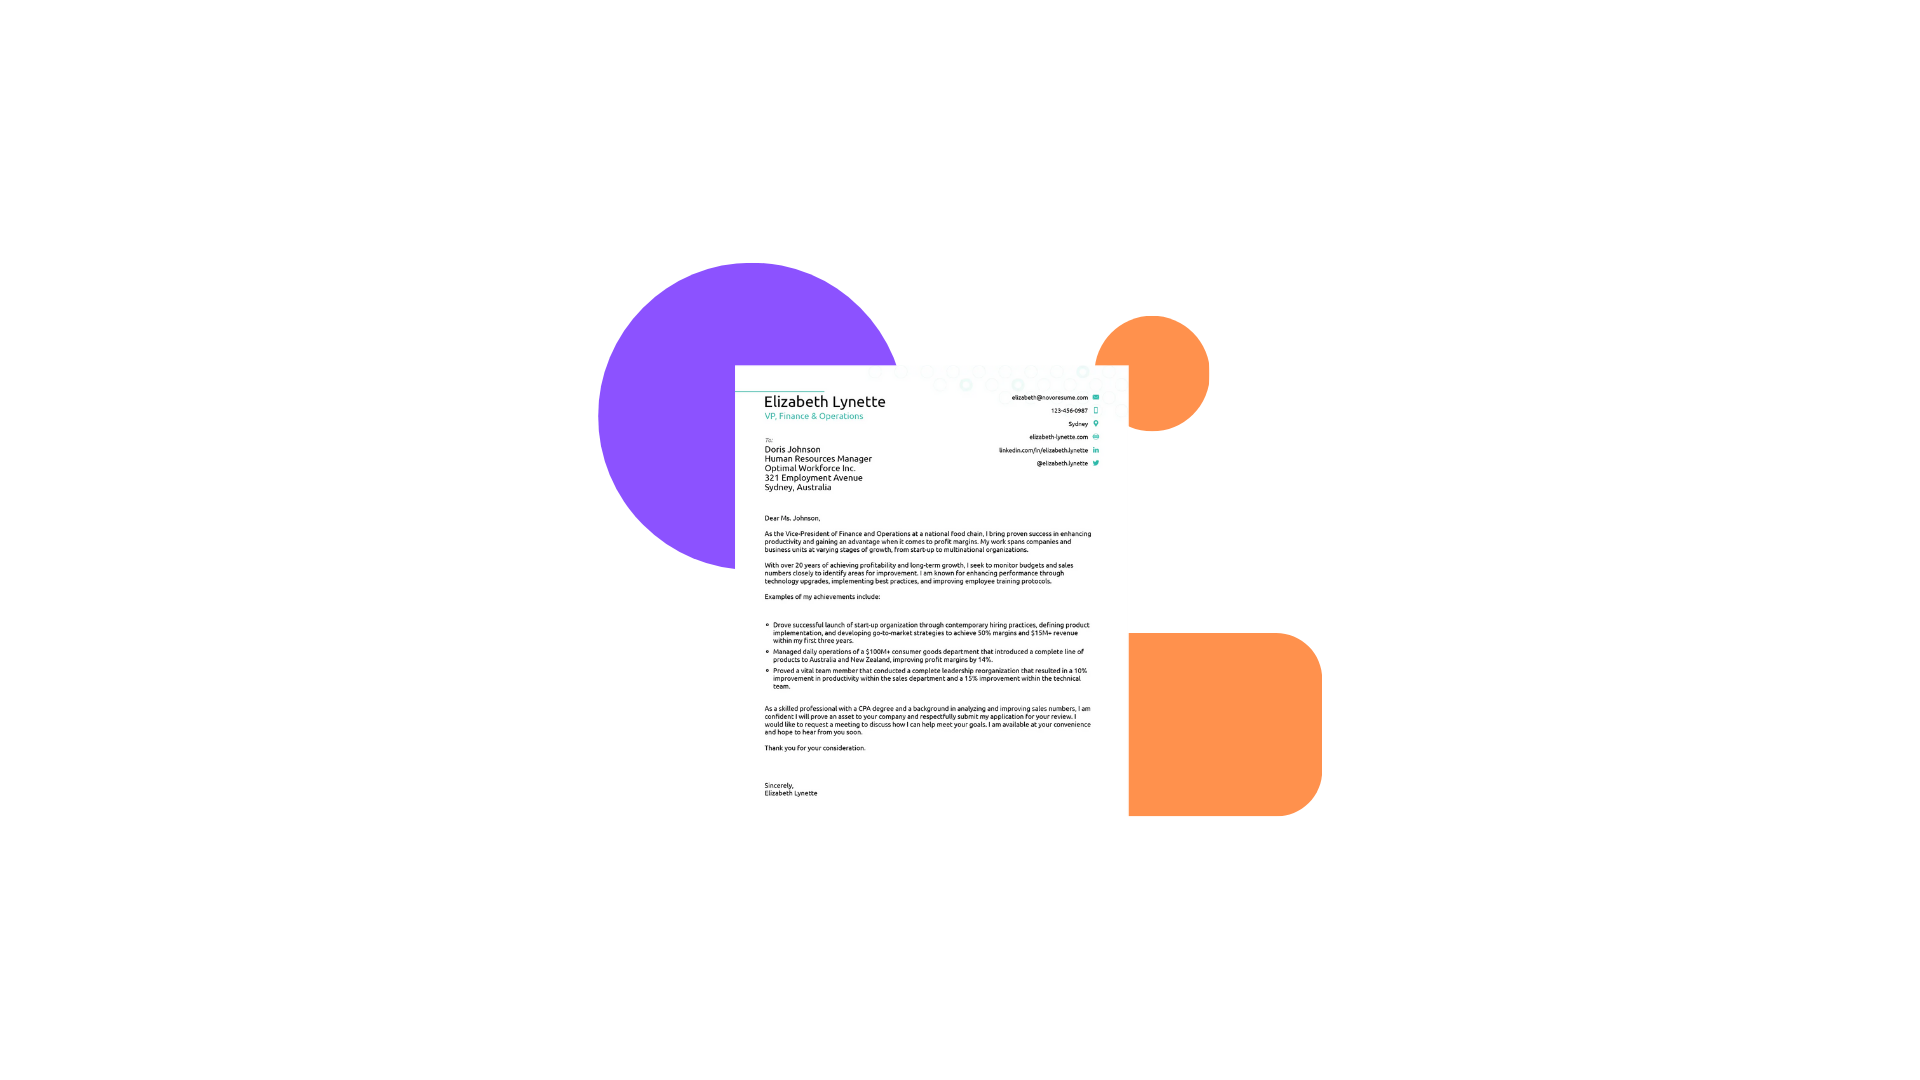 Elizabeth Lynette
VP, Finance & Operations
elizabeth@novoresume.com
123-456-0987
Sydney
elizabeth-lynette.com
linkedin.com/in/elizabeth.lynette
@elizabeth.lynette
To:
Doris Johnson
Human Resources Manager
Optimal Workforce Inc.
321 Employment Avenue
Sydney, Australia
Dear Ms. Johnson,
As the Vice-President of Finance and Operations at a national food chain, I bring proven success in enhancing
productivity and gaining an advantage when it comes to profit margins. My work spans companies and
business units at varying stages of growth, from start-up to multinational organizations.
With over 20 years of achieving profitability and long-term growth, I seek to monitor budgets and sales
numbers closely to identify areas for improvement. I am known for enhancing performance through
technology upgrades, implementing best practices, and improving employee training protocols.
Examples of my achievements include:
Drove successful launch of start-up organization through contemporary hiring practices, defining product
implementation, and developing go-to-market strategies to achieve 50% margins and $15M+ revenue
within my first three years.
Managed daily operations of a $100M+ consumer goods department that introduced a complete line of
products to Australia and New Zealand, improving profit margins by 14%.
Proved a vital team member that conducted a complete leadership reorganization that resulted in a 10%
improvement in productivity within the sales department and a 15% improvement within the technical
team.
As a skilled professional with a CPA degree and a background in analyzing and improving sales numbers, I am
confident I will prove an asset to your company and respectfully submit my application for your review. I
would like to request a meeting to discuss how I can help meet your goals. I am available at your convenience
and hope to hear from you soon.
Thank you for your consideration.
Sincerely,
Elizabeth Lynette